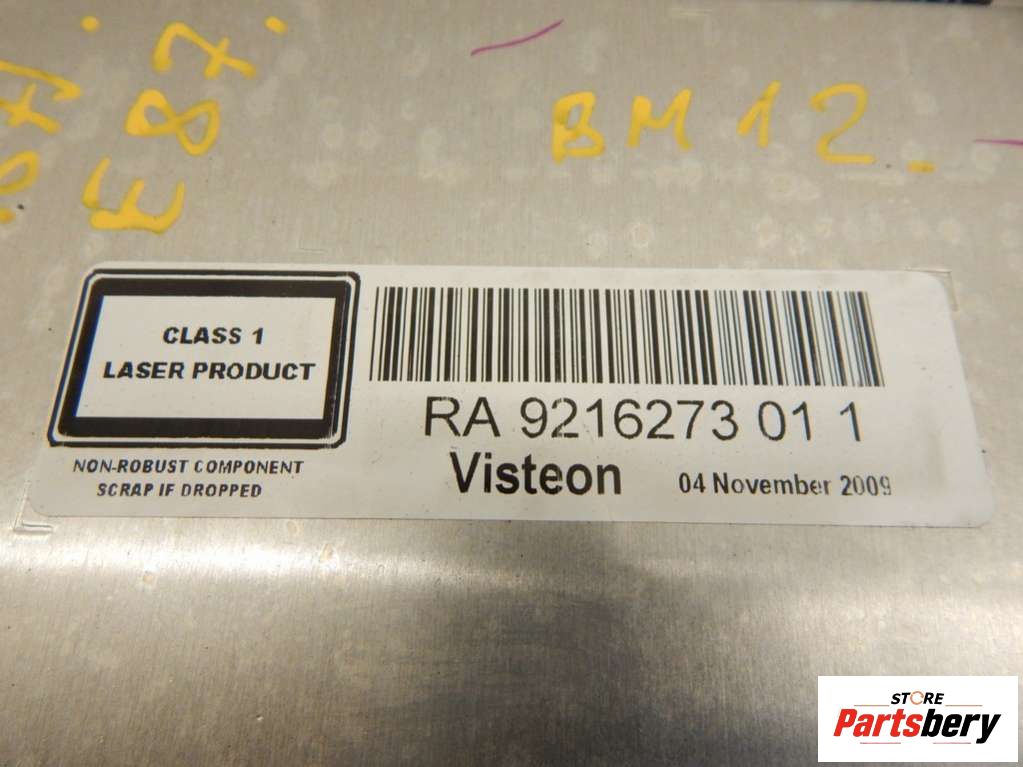 E 87.
BM12
CLASS 1
LASER PRODUCT
NON-ROBUST COMPONENT
SCRAP IF DROPPED
RA 9216273 01 1
Visteon 04 November 2009
STORE
Partsbery